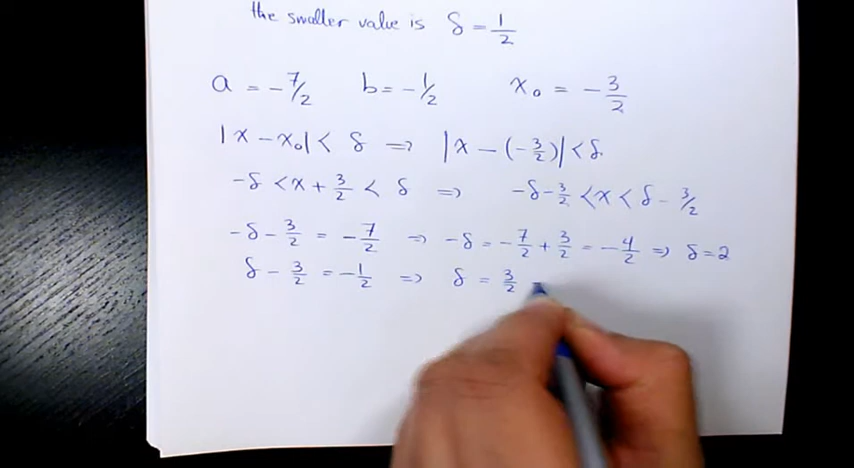 the smaller value is δ = 1/2
a = -7/2 b = -1/2 x₀ = -3/2
|x - x₀| < δ ⇒ |x - (-3/2)| < δ.
-δ < x + 3/2 < δ ⇒ -δ - 3/2 < x < δ - 3/2
-δ - 3/2 = -7/2 ⇒ -δ = -7/2 + 3/2 = -4/2 ⇒ δ = 2
δ - 3/2 = -1/2 ⇒ δ = 3/2 -